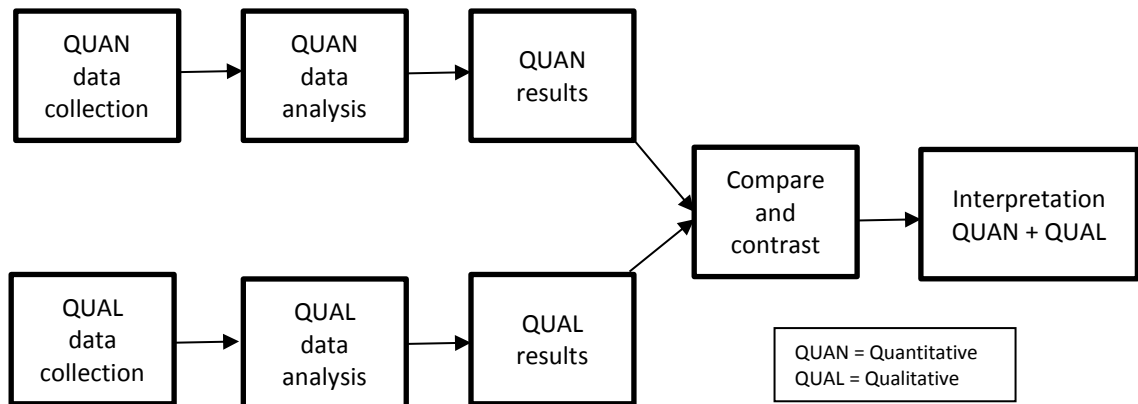 QUAN
data
collection
QUAN
data
analysis
QUAN
results
Compare
and
contrast
Interpretation
QUAN + QUAL
QUAL
data
collection
QUAL
data
analysis
QUAL
results
QUAN = Quantitative
QUAL = Qualitative